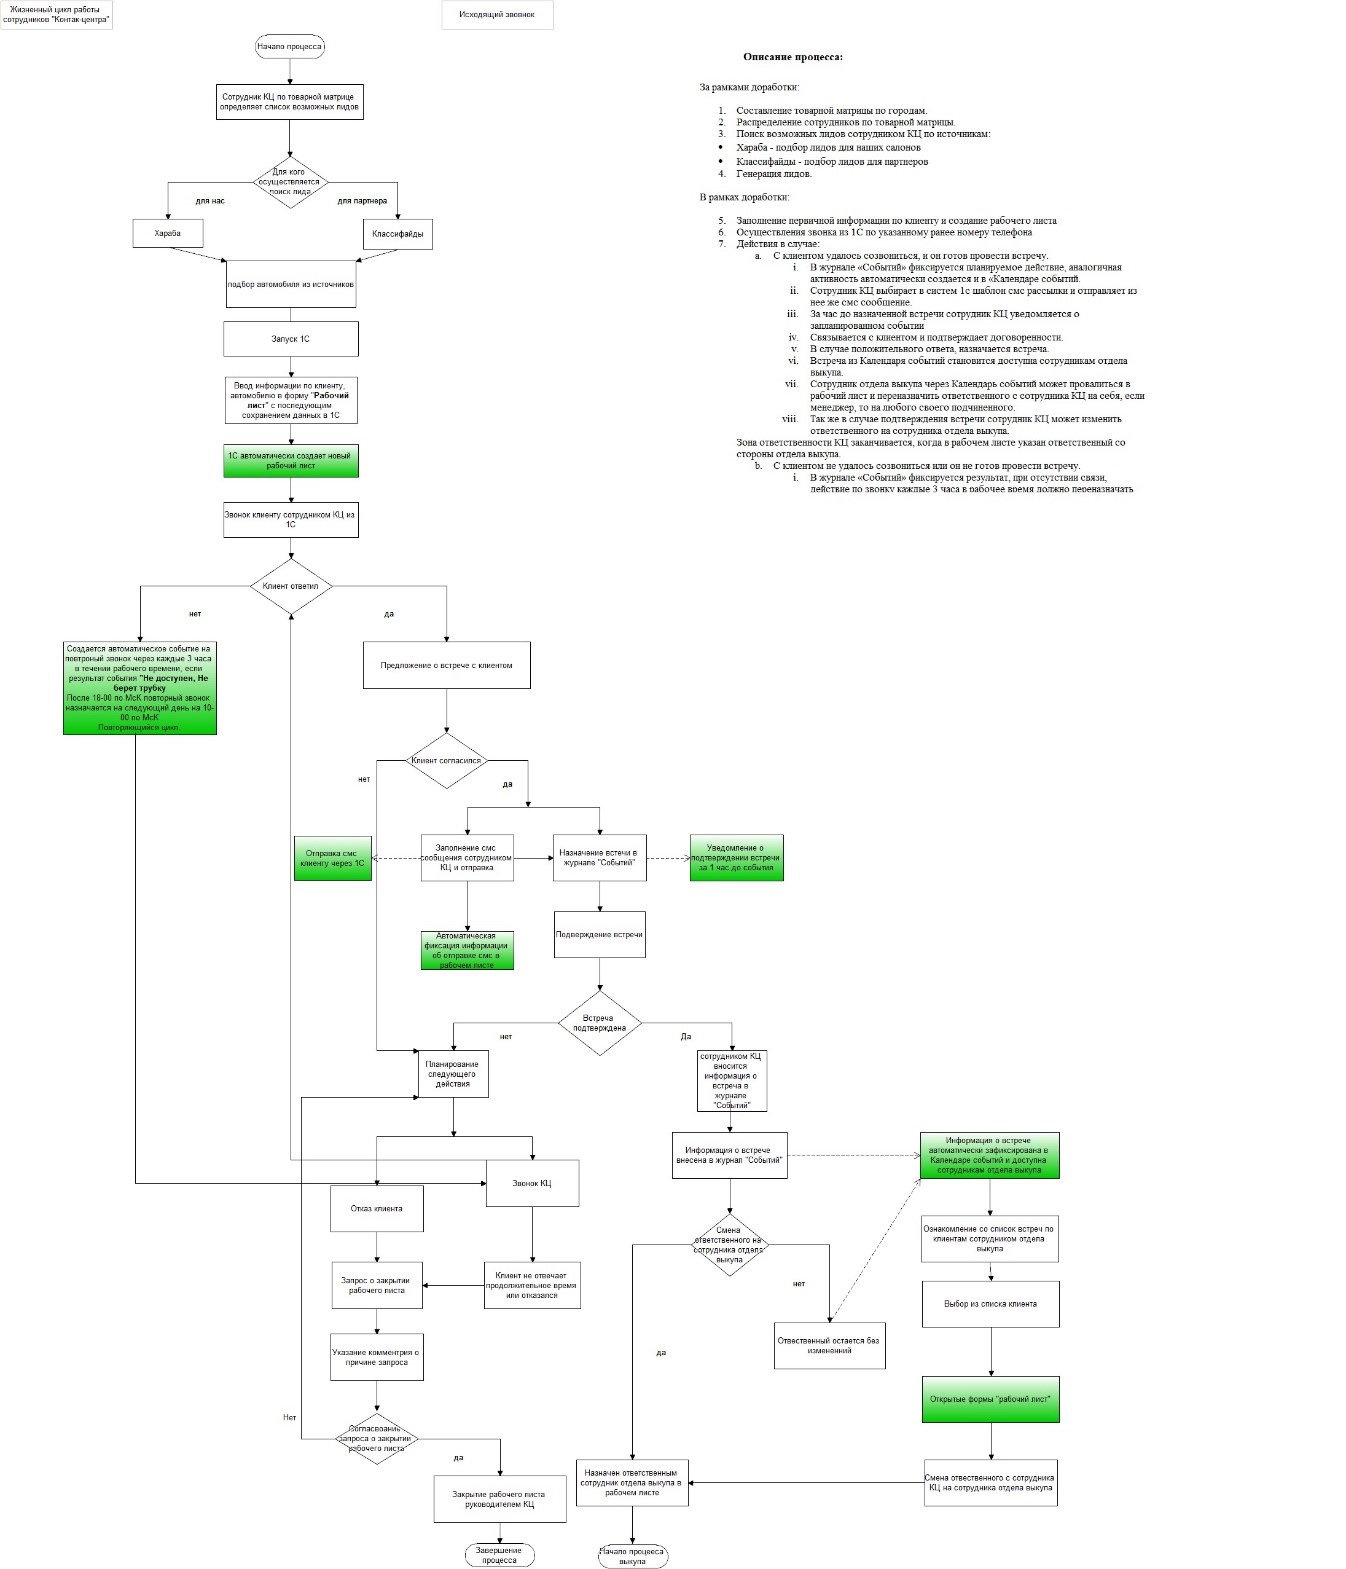 Жизненный цикл работы
сотрудников "Контак-центра"
Исходящий звовнок
Начало процесса
Сотрудник КЦ по товарной матрице
определяет список возможных лидов
Для кого
осуществляется
поиск лида
для нас
для партнера
Хараба
Классифайды
подбор автомобиля из источников
Запуск 1С
Ввод информации по клиенту,
автомобилю в форму "Рабочий
лист" с последующим
сохранением данных в 1С
1С автоматически создает новый
рабочий лист
Звонок клиенту сотрудником КЦ из
1С
Клиент ответил
нет
да
Создается автоматическое событие на
повтроный звонок через каждые 3 часа
в течении рабочего времени, если
результат события "Не доступен, Не
берет трубку
После 18-00 по МсК повторный звонок
назначается на следующий день на 10-
00 по МсК
Повторяющийся цикл
Предложение о встрече с клиентом
Клиент согласился
нет
да
Отправка смс
клиенту через 1С
Заполнение смс
сообщения сотрудником
КЦ и отправка
Назначение встечи в
журнале "Событий"
Уведомление о
подтверждении встречи
за 1 час до события
Автоматическая
фиксация информации
об отправке смс в
рабочем листе
Подверждение встречи
Встреча
подтверждена
нет
Да
Планирование
следующего
действия
сотрудником КЦ
вносится
информация о
встреча в
журнале
"Событий"
Информация о встрече
внесена в журнал "Событий"
Информация о встрече
автоматически зафиксирована в
Календаре событий и доступна
сотрудникам отдела выкупа
Звонок КЦ
Отказ клиента
Смена
ответственного на
сотрудника отдела
выкупа
Ознакомление со список встреч по
клиентам сотрудником отдела
выкупа
Запрос о закрытии
рабочего листа
Клиент не отвечает
продолжительное время
или отказался
нет
Выбор из списка клиента
Указание комментрия о
причине запроса
да
Отвественный остается без
измененний
Открытые формы "рабочий лист"
Нет
Согласвоание
запроса о закрытии
рабочего листа
да
Закрытие рабочего листа
руководителем КЦ
Назначен ответственным
сотрудник отдела выкупа в
рабочем листе
Смена отвественного с сотрудника
КЦ на сотрудника отдела выкупа
Завершение
процесса
Начало процееса
выкупа
Описание процесса:
За рамками доработки:
1. Составление товарной матрицы по городам.
2. Распределение сотрудников по товарной матрицы.
3. Поиск возможных лидов сотрудником КЦ по источникам:
• Хараба - подбор лидов для наших салонов
• Классифайды - подбор лидов для партнеров
4. Генерация лидов.
В рамках доработки:
5. Заполнение первичной информации по клиенту и создание рабочего листа
6. Осуществления звонка из 1С по указанному ранее номеру телефона
7. Действия в случае:
a. С клиентом удалось созвониться, и он готов провести встречу.
i. В журнале «Событий» фиксируется планируемое действие, аналогичная
активность автоматически создается и в «Календаре событий.
ii. Сотрудник КЦ выбирает в систем 1с шаблон смс рассылки и отправляет из
нее же смс сообщение.
iii. За час до назначенной встречи сотрудник КЦ уведомляется о
запланированном событии
iv. Связывается с клиентом и подтверждает договоренности.
v. В случае положительного ответа, назначается встреча.
vi. Встреча из Календаря событий становится доступна сотрудникам отдела
выкупа.
vii. Сотрудник отдела выкупа через Календарь событий может провалиться в
рабочий лист и переназначить ответственного с сотрудника КЦ на себя, если
менеджер, то на любого своего подчиненного.
viii. Так же в случае подтверждения встречи сотрудник КЦ может изменить
ответственного на сотрудника отдела выкупа.
Зона ответственности КЦ заканчивается, когда в рабочем листе указан ответственный со
стороны отдела выкупа.
b. С клиентом не удалось созвониться или он не готов провести встречу.
i. В журнале «Событий» фиксируется результат, при отсутствии связи,
действие по звонку каждые 3 часа в рабочее время должно переназначать